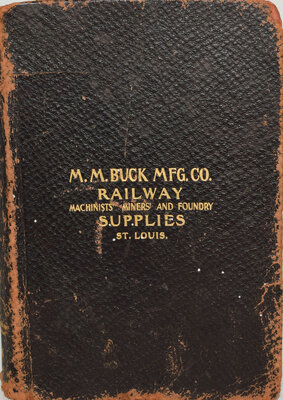 M. M. BUCK MFG. CO.
RAILWAY
MACHINISTS' MINERS' AND FOUNDRY
SUPPLIES
ST. LOUIS.